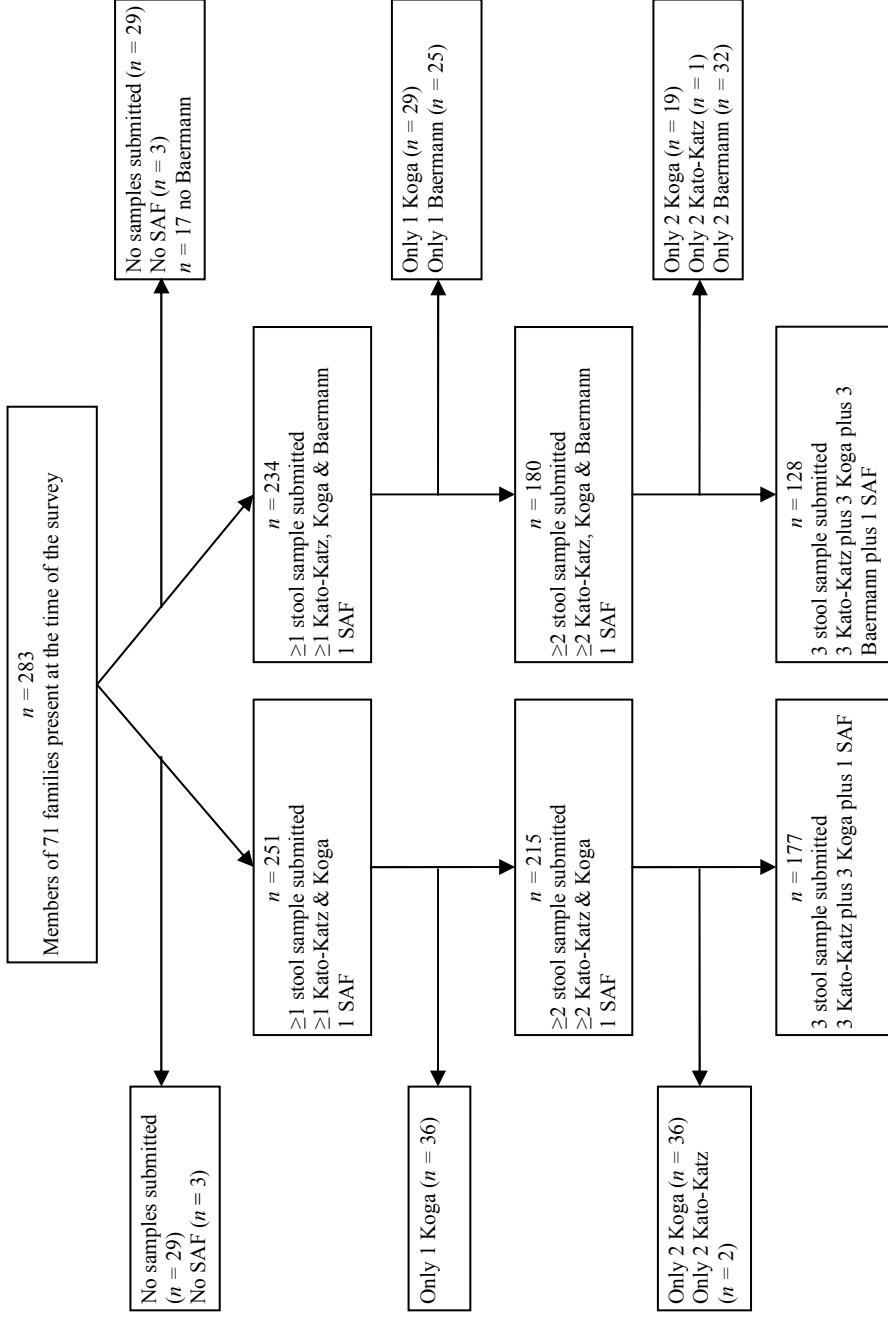 n = 283
Members of 71 families present at the time of the survey
No samples submitted
(n = 29)
No SAF (n = 3)
No samples submitted (n = 29)
No SAF (n = 3)
n = 17 no Baermann
n = 251
≥1 stool sample submitted
≥1 Kato-Katz & Koga
1 SAF
n = 234
≥1 stool sample submitted
≥1 Kato-Katz, Koga & Baermann
1 SAF
Only 1 Koga (n = 36)
Only 1 Koga (n = 29)
Only 1 Baermann (n = 25)
n = 215
≥2 stool sample submitted
≥2 Kato-Katz & Koga
1 SAF
n = 180
≥2 stool sample submitted
≥2 Kato-Katz, Koga & Baermann
1 SAF
Only 2 Koga (n = 36)
Only 2 Kato-Katz
(n = 2)
Only 2 Koga (n = 19)
Only 2 Kato-Katz (n = 1)
Only 2 Baermann (n = 32)
n = 177
3 stool sample submitted
3 Kato-Katz plus 3 Koga plus 1 SAF
n = 128
3 stool sample submitted
3 Kato-Katz plus 3 Koga plus 3
Baermann plus 1 SAF